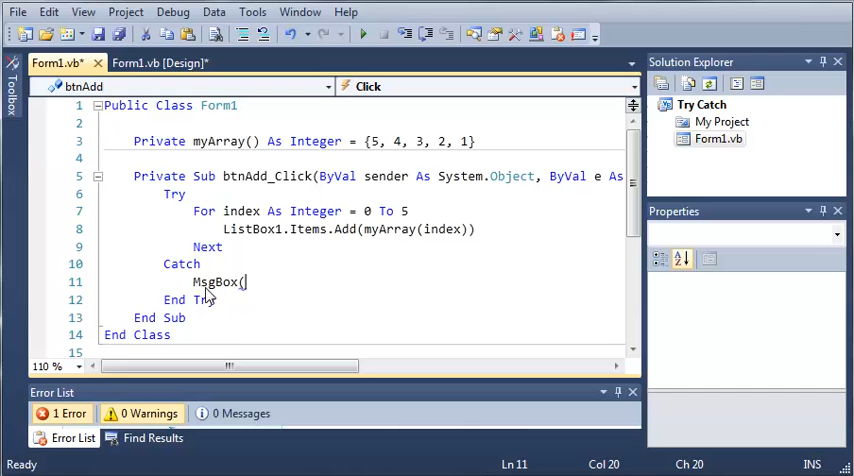 File Edit View Project Debug Data Tools Window Help
Form1.vb* Form1.vb [Design]*
Solution Explorer
Toolbox
btnAdd Click
Try Catch
My Project
Form1.vb
1 Public Class Form1
2
3 Private myArray() As Integer = {5, 4, 3, 2, 1}
4
5 Private Sub btnAdd_Click(ByVal sender As System.Object, ByVal e As
6 Try
7 For index As Integer = 0 To 5
8 ListBox1.Items.Add(myArray(index))
9 Next
10 Catch
11 MsgBox(
12 End Try
13 End Sub
14 End Class
15
Properties
110 %
Error List
1 Error 0 Warnings 0 Messages
Error List Find Results
Ready Ln 11 Col 20 Ch 20 INS